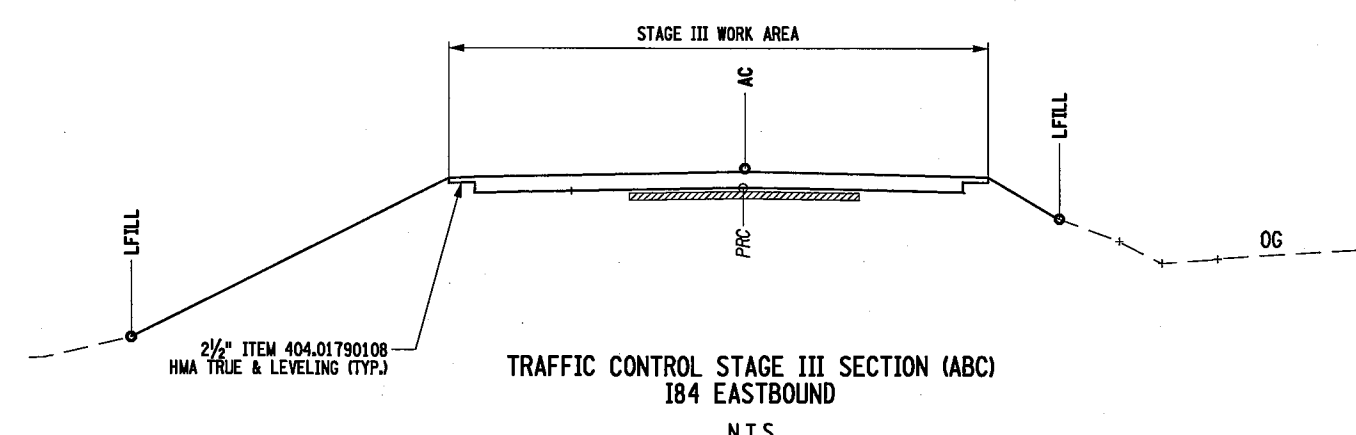 STAGE III WORK AREA
AC
LFILL
LFILL
PRC
OG
2½" ITEM 404.01790108
HMA TRUE & LEVELING (TYP.)
TRAFFIC CONTROL STAGE III SECTION (ABC)
I84 EASTBOUND
N.T.S.